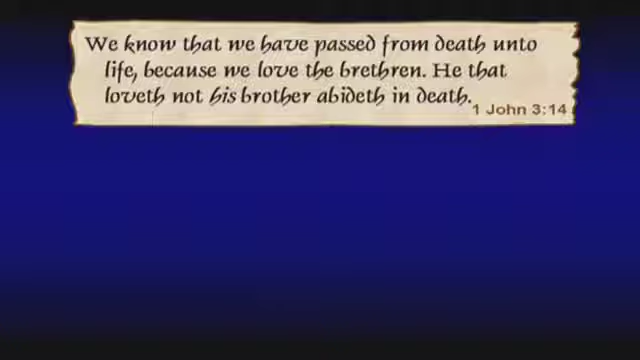 We know that we have passed from death unto
life, because we love the brethren. He that
loveth not his brother abideth in death.
1 John 3:14